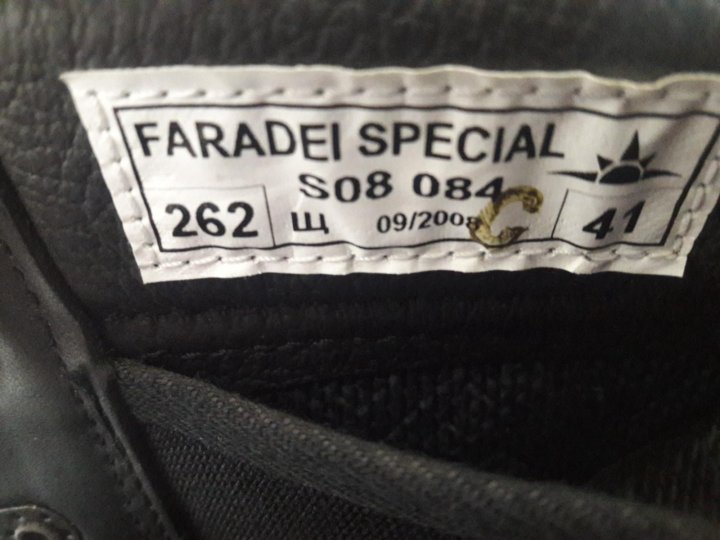 FARADEI SPECIAL
S08 084
262 Щ 09/2008 C 41